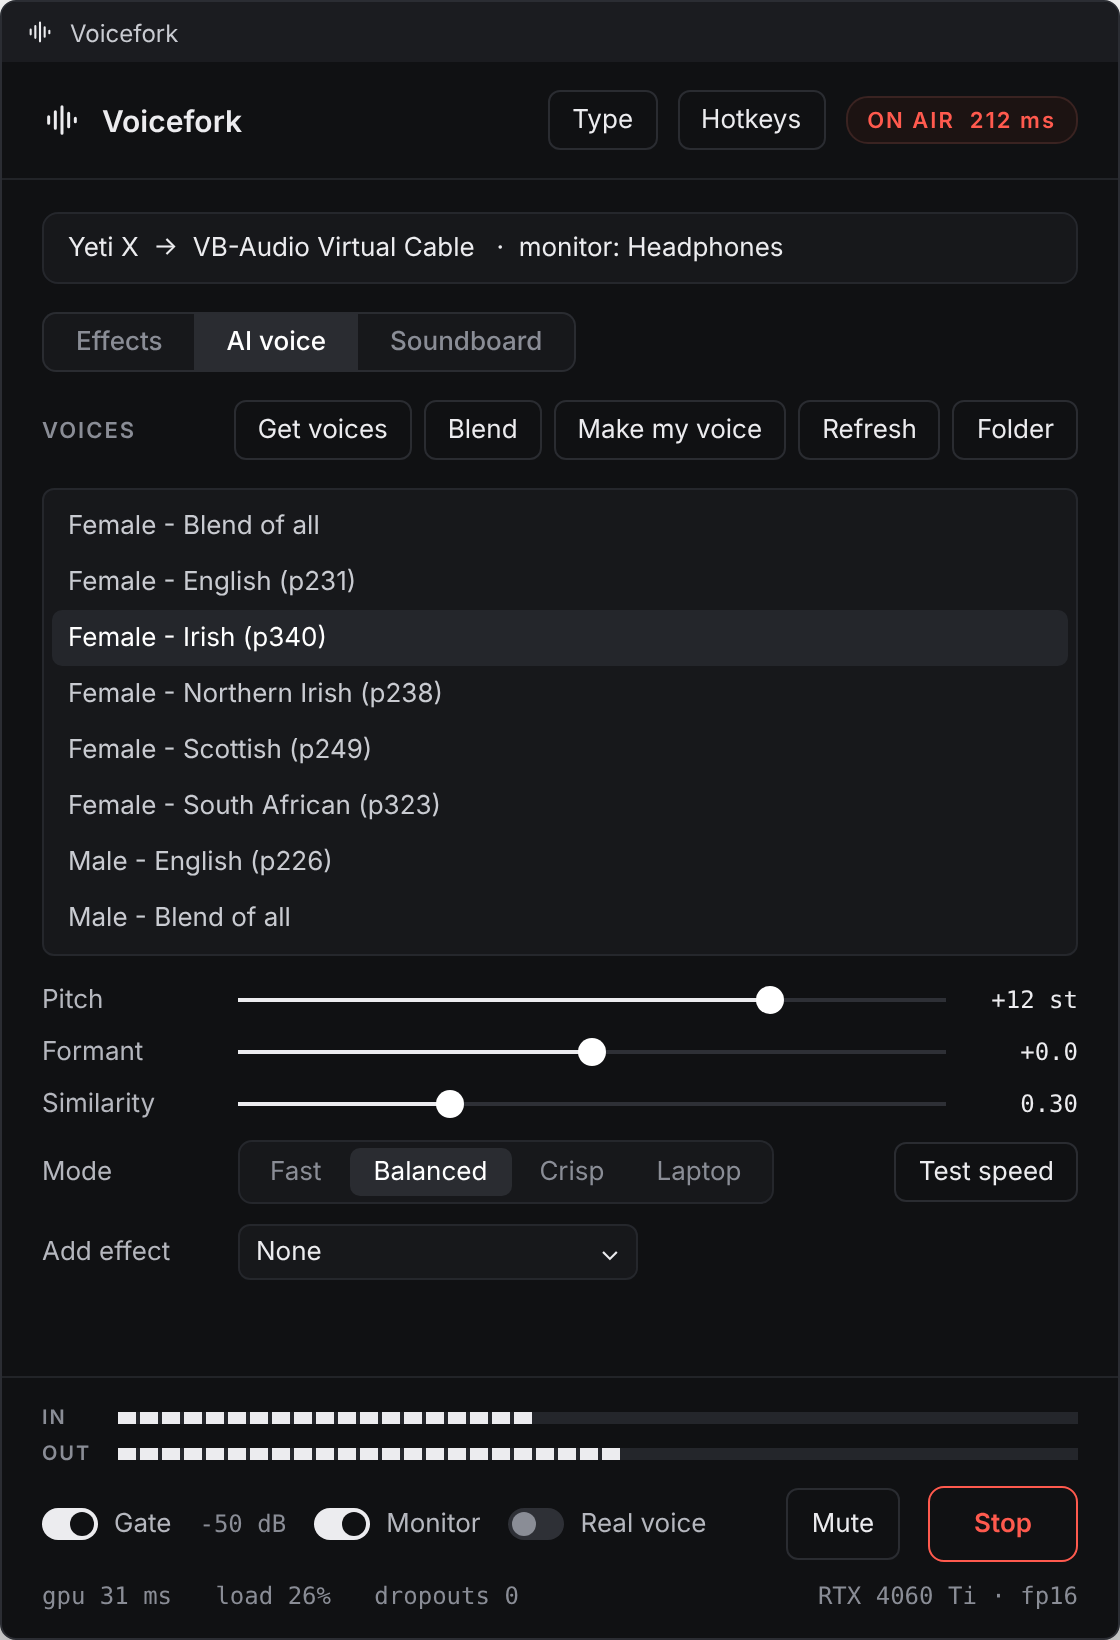 Voicefork
Voicefork Type Hotkeys ON AIR 212 ms
Yeti X → VB-Audio Virtual Cable · monitor: Headphones
Effects AI voice Soundboard
VOICES Get voices Blend Make my voice Refresh Folder
Female - Blend of all
Female - English (p231)
Female - Irish (p340)
Female - Northern Irish (p238)
Female - Scottish (p249)
Female - South African (p323)
Male - English (p226)
Male - Blend of all
Pitch +12 st
Formant +0.0
Similarity 0.30
Mode Fast Balanced Crisp Laptop Test speed
Add effect None
IN
OUT
Gate -50 dB Monitor Real voice Mute Stop
gpu 31 ms load 26% dropouts 0 RTX 4060 Ti · fp16